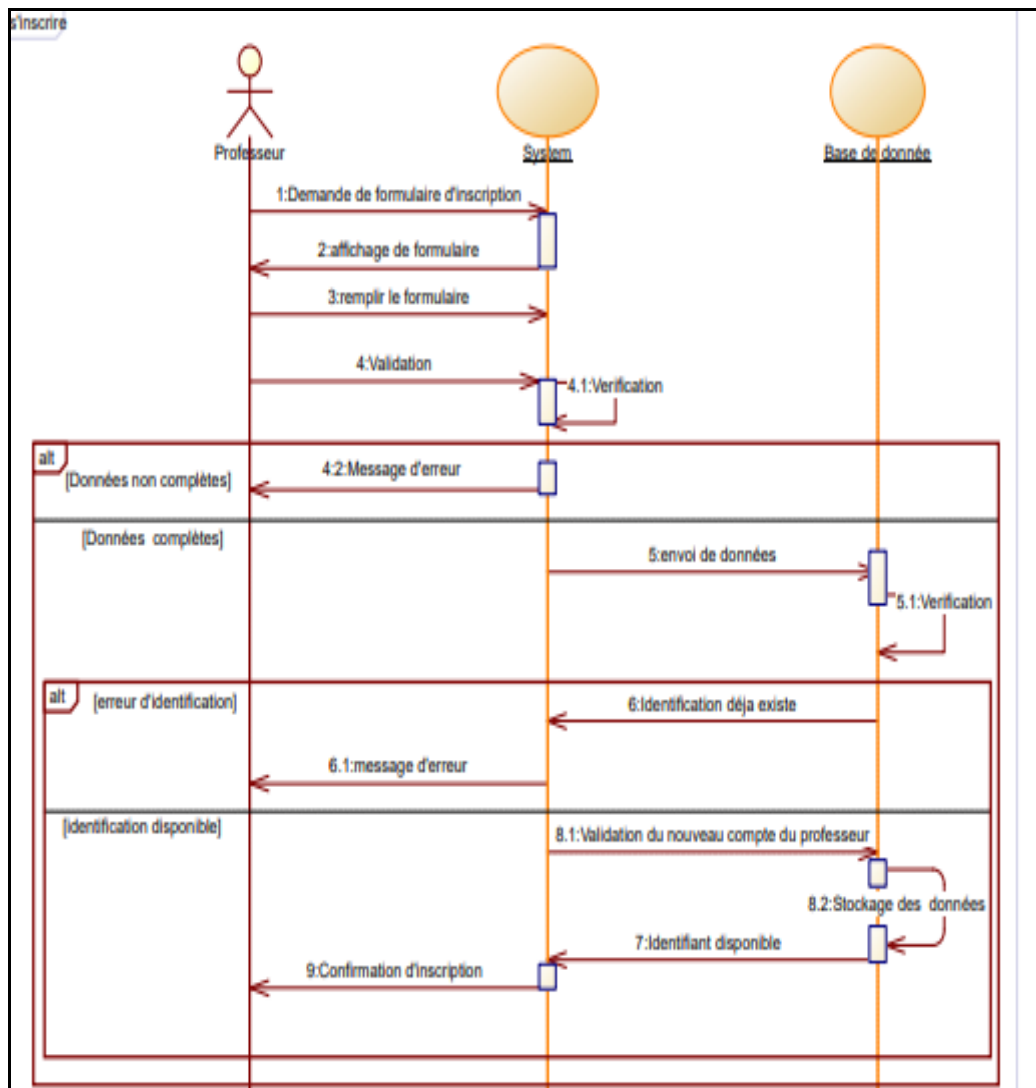 s'inscrire
Professeur
System
Base de donnée
1:Demande de formulaire d'inscription
2:affichage de formulaire
3:remplir le formulaire
4:Validation
4.1:Verification
alt
[Données non complètes]
4:2:Message d'erreur
[Données complètes]
5:envoi de données
5.1:Verification
alt
[erreur d'identification]
6:Identification déja existe
6.1:message d'erreur
[identification disponible]
8.1:Validation du nouveau compte du professeur
8.2:Stockage des données
7:Identifiant disponible
9:Confirmation d'inscription